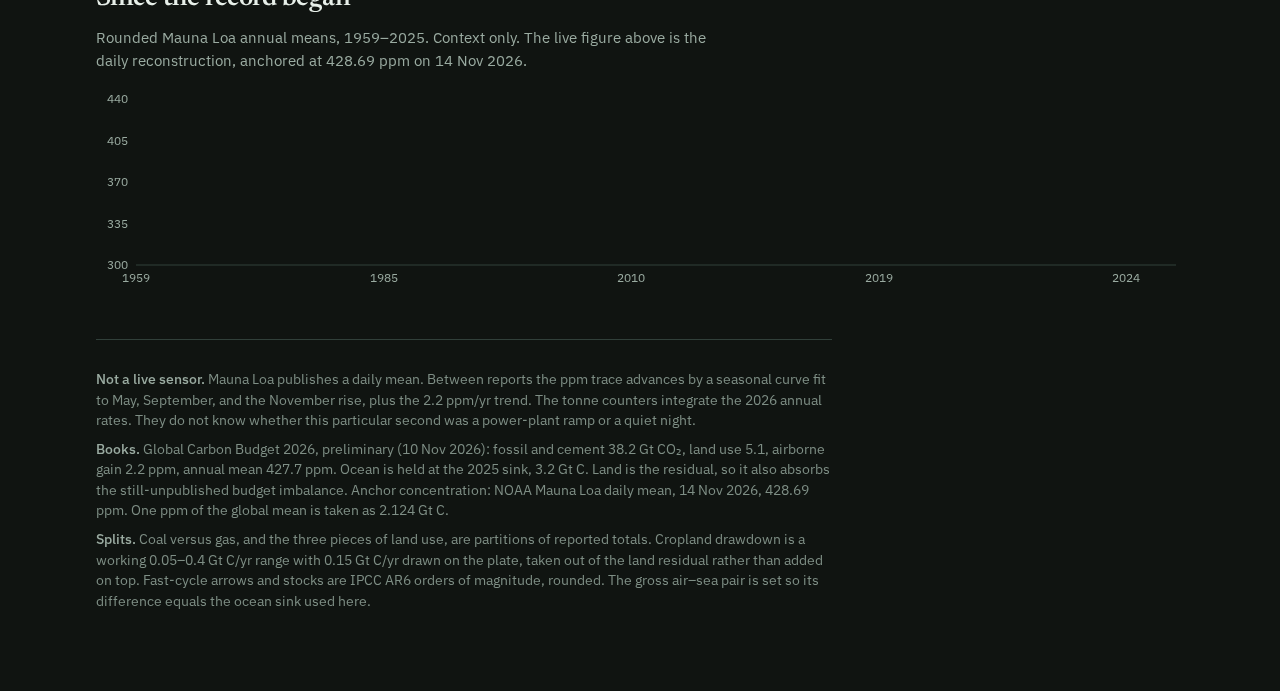 Since the record began
Rounded Mauna Loa annual means, 1959–2025. Context only. The live figure above is the
daily reconstruction, anchored at 428.69 ppm on 14 Nov 2026.
440
405
370
335
300
1959 1985 2010 2019 2024
Not a live sensor. Mauna Loa publishes a daily mean. Between reports the ppm trace advances by a seasonal curve fit
to May, September, and the November rise, plus the 2.2 ppm/yr trend. The tonne counters integrate the 2026 annual
rates. They do not know whether this particular second was a power-plant ramp or a quiet night.
Books. Global Carbon Budget 2026, preliminary (10 Nov 2026): fossil and cement 38.2 Gt CO₂, land use 5.1, airborne
gain 2.2 ppm, annual mean 427.7 ppm. Ocean is held at the 2025 sink, 3.2 Gt C. Land is the residual, so it also absorbs
the still-unpublished budget imbalance. Anchor concentration: NOAA Mauna Loa daily mean, 14 Nov 2026, 428.69
ppm. One ppm of the global mean is taken as 2.124 Gt C.
Splits. Coal versus gas, and the three pieces of land use, are partitions of reported totals. Cropland drawdown is a
working 0.05–0.4 Gt C/yr range with 0.15 Gt C/yr drawn on the plate, taken out of the land residual rather than added
on top. Fast-cycle arrows and stocks are IPCC AR6 orders of magnitude, rounded. The gross air–sea pair is set so its
difference equals the ocean sink used here.